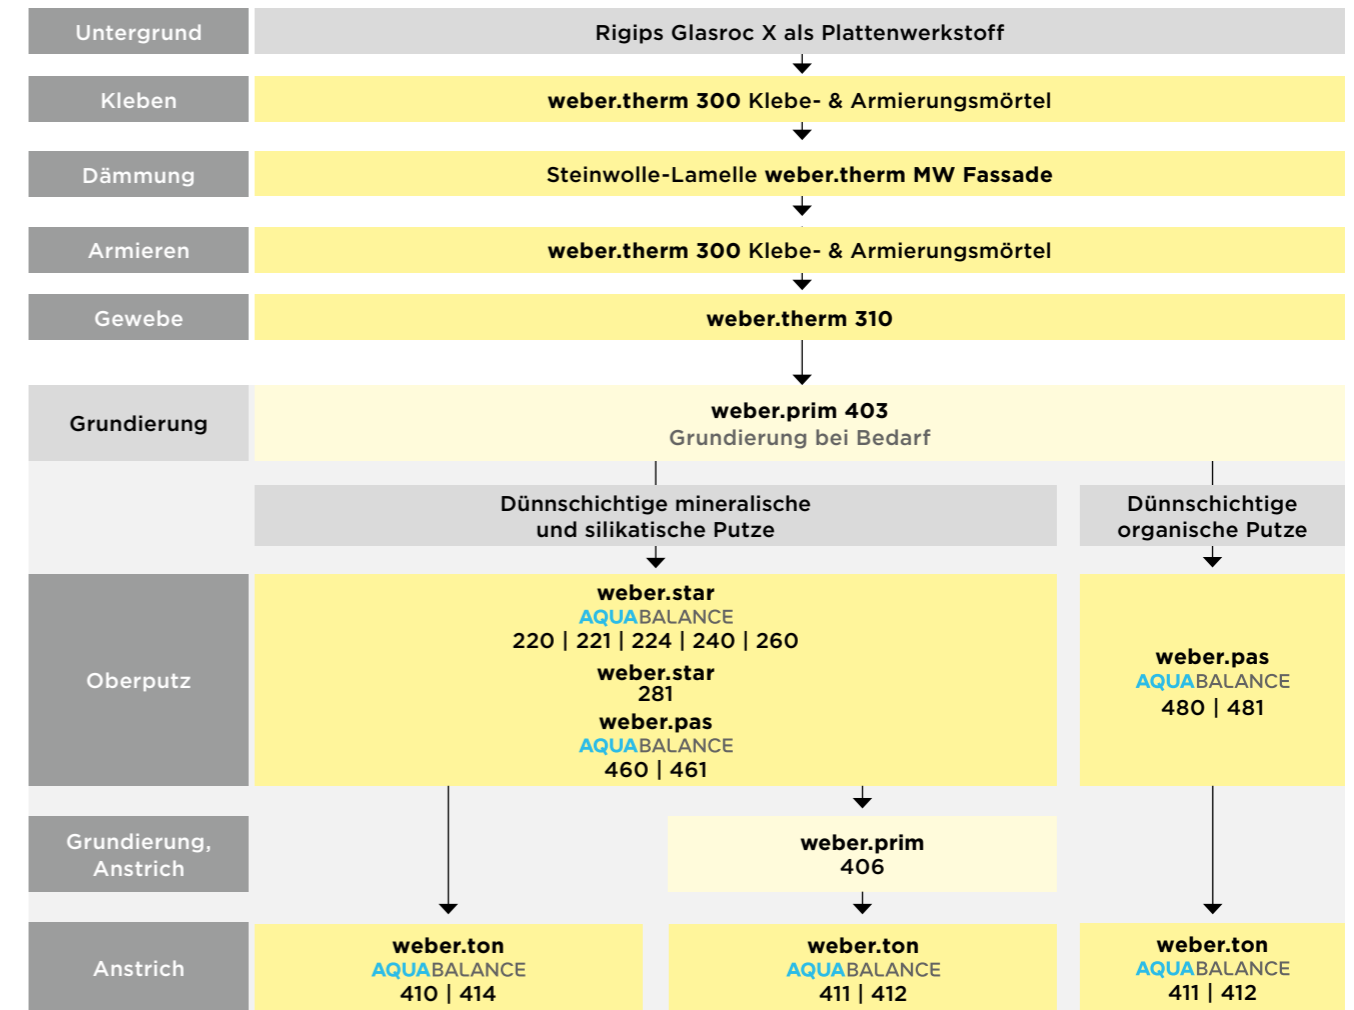 Untergrund
Rigips Glasroc X als Plattenwerkstoff
Kleben
weber.therm 300 Klebe- & Armierungsmörtel
Dämmung
Steinwolle-Lamelle weber.therm MW Fassade
Armieren
weber.therm 300 Klebe- & Armierungsmörtel
Gewebe
weber.therm 310
Grundierung
weber.prim 403
Grundierung bei Bedarf
Dünnschichtige mineralische
und silikatische Putze
Dünnschichtige
organische Putze
Oberputz
weber.star
AQUABALANCE
220 | 221 | 224 | 240 | 260
weber.star
281
weber.pas
AQUABALANCE
460 | 461
weber.pas
AQUABALANCE
480 | 481
Grundierung,
Anstrich
weber.prim
406
Anstrich
weber.ton
AQUABALANCE
410 | 414
weber.ton
AQUABALANCE
411 | 412
weber.ton
AQUABALANCE
411 | 412